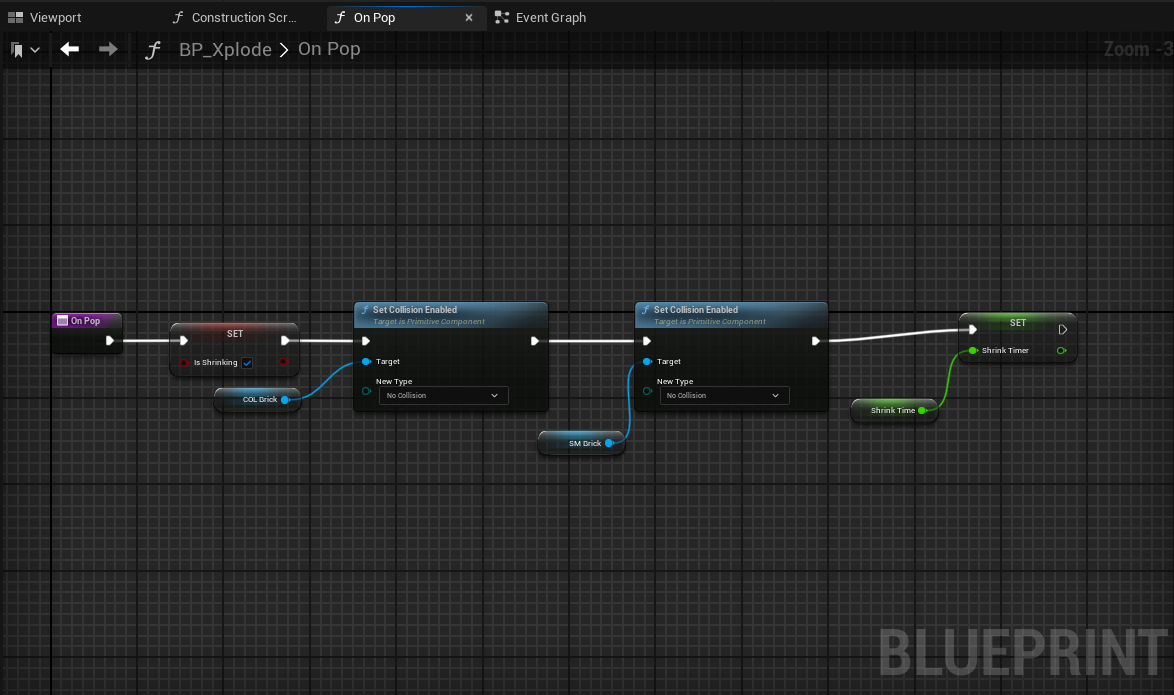 Viewport
Construction Scr...
On Pop
Event Graph
BP_Xplode > On Pop
Zoom -3
On Pop
SET
Is Shrinking
COL Brick
Set Collision Enabled
Target is Primitive Component
Target
New Type
No Collision
SM Brick
Set Collision Enabled
Target is Primitive Component
Target
New Type
No Collision
Shrink Time
SET
Shrink Timer
BLUEPRINT